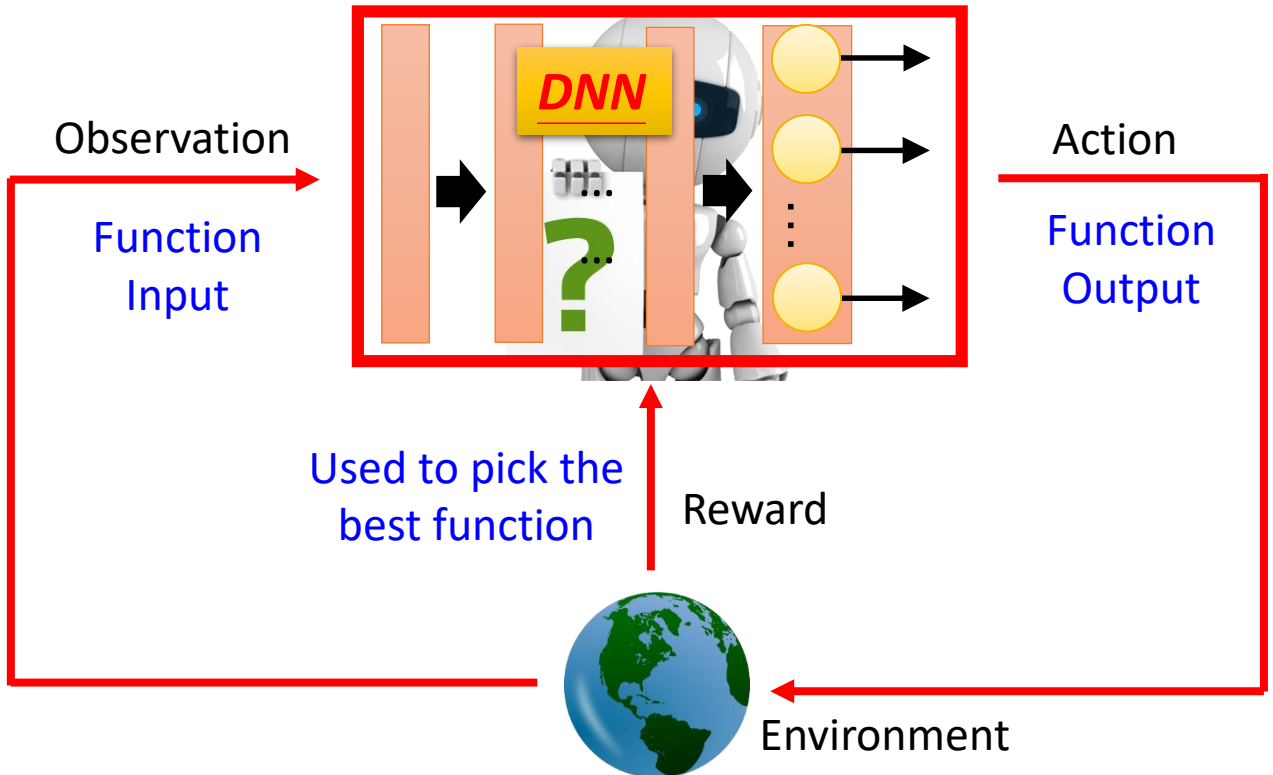 DNN
Observation
Function
Input
...
...
?
Action
Function
Output
Used to pick the
best function
Reward
Environment